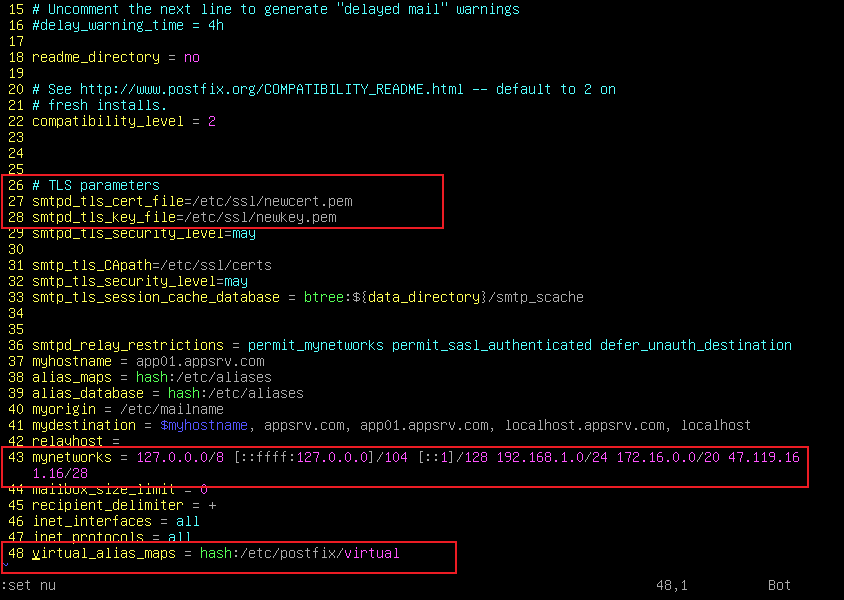 15 # Uncomment the next line to generate "delayed mail" warnings
16 #delay_warning_time = 4h
17
18 readme_directory = no
19
20 # See http://www.postfix.org/COMPATIBILITY_README.html -- default to 2 on
21 # fresh installs.
22 compatibility_level = 2
23
24
25
26 # TLS parameters
27 smtpd_tls_cert_file=/etc/ssl/newcert.pem
28 smtpd_tls_key_file=/etc/ssl/newkey.pem
29 smtpd_tls_security_level=may
30
31 smtp_tls_CApath=/etc/ssl/certs
32 smtp_tls_security_level=may
33 smtp_tls_session_cache_database = btree:${data_directory}/smtp_scache
34
35
36 smtpd_relay_restrictions = permit_mynetworks permit_sasl_authenticated defer_unauth_destination
37 myhostname = app01.appsrv.com
38 alias_maps = hash:/etc/aliases
39 alias_database = hash:/etc/aliases
40 myorigin = /etc/mailname
41 mydestination = $myhostname, appsrv.com, app01.appsrv.com, localhost.appsrv.com, localhost
42 relayhost =
43 mynetworks = 127.0.0.0/8 [::ffff:127.0.0.0]/104 [::1]/128 192.168.1.0/24 172.16.0.0/20 47.119.16
1.16/28
44 mailbox_size_limit = 0
45 recipient_delimiter = +
46 inet_interfaces = all
47 inet_protocols = all
48 virtual_alias_maps = hash:/etc/postfix/virtual
~
:set nu 48,1 Bot